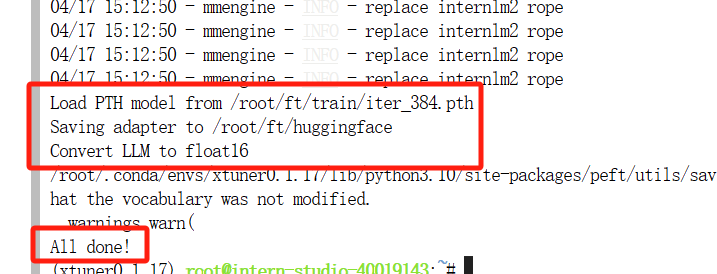 04/17 15:12:50 - mmengine - INFO - replace internlm2 rope
04/17 15:12:50 - mmengine - INFO - replace internlm2 rope
04/17 15:12:50 - mmengine - INFO - replace internlm2 rope
04/17 15:12:50 - mmengine - INFO - replace internlm2 rope
Load PTH model from /root/ft/train/iter_384.pth
Saving adapter to /root/ft/huggingface
Convert LLM to float16
/root/.conda/envs/xtuner0.1.17/lib/python3.10/site-packages/peft/utils/sav
hat the vocabulary was not modified.
warnings.warn(
All done!
(xtuner0.1.17) root@intern-studio-40019143:~#